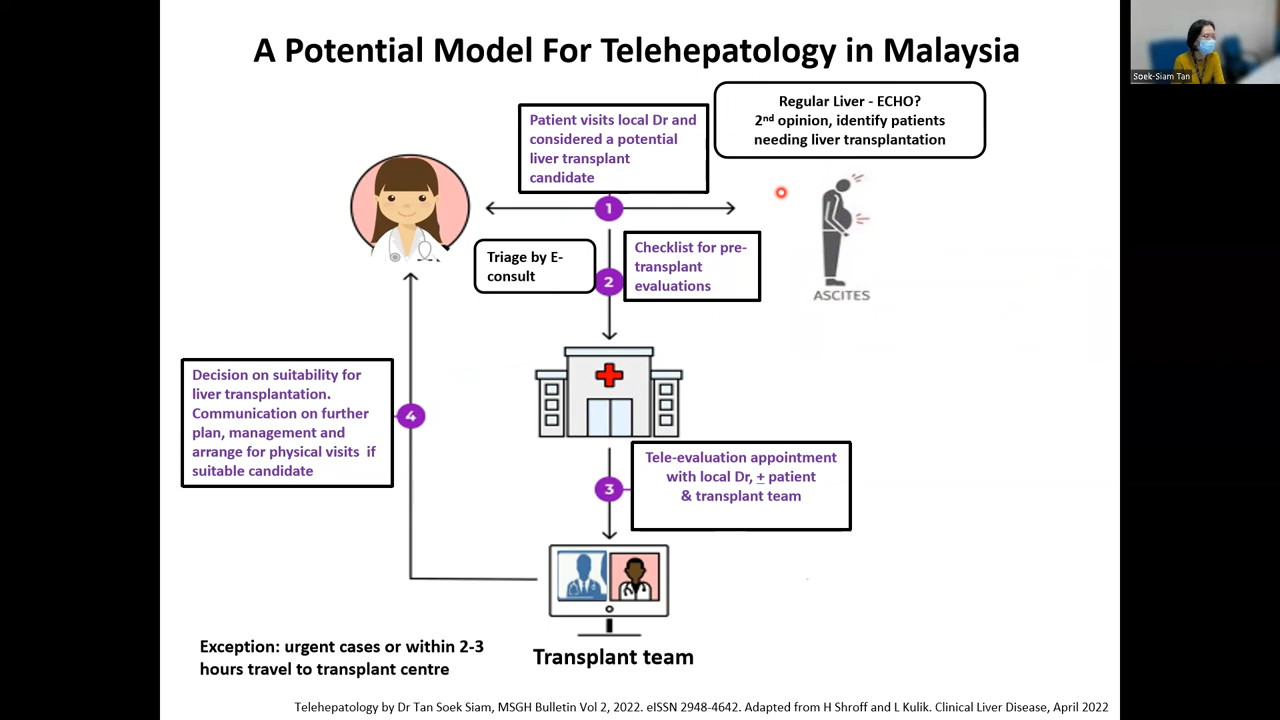 A Potential Model For Telehepatology in Malaysia
Soek-Siam Tan
Regular Liver - ECHO?
2nd opinion, identify patients
needing liver transplantation
Patient visits local Dr and
considered a potential
liver transplant
candidate
1
Triage by E-
consult
2
Checklist for pre-
transplant
evaluations
ASCITES
Decision on suitability for
liver transplantation.
Communication on further
plan, management and
arrange for physical visits if
suitable candidate
4
3
Tele-evaluation appointment
with local Dr, ± patient
& transplant team
Transplant team
Exception: urgent cases or within 2-3
hours travel to transplant centre
Telehepatology by Dr Tan Soek Siam, MSGH Bulletin Vol 2, 2022. eISSN 2948-4642. Adapted from H Shroff and L Kulik. Clinical Liver Disease, April 2022